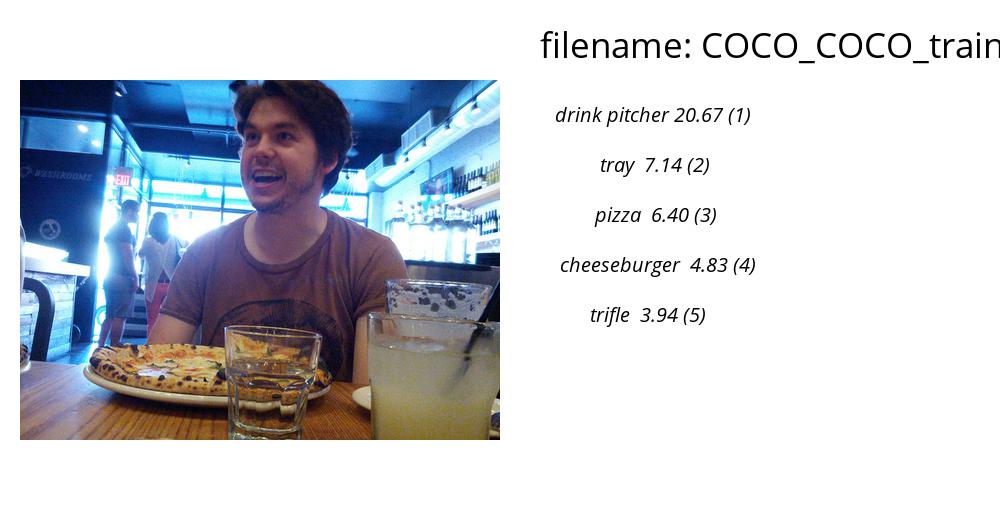 filename: COCO_COCO_train
drink pitcher 20.67 (1)
tray 7.14 (2)
pizza 6.40 (3)
cheeseburger 4.83 (4)
trifle 3.94 (5)
WASHROOMS
EXIT